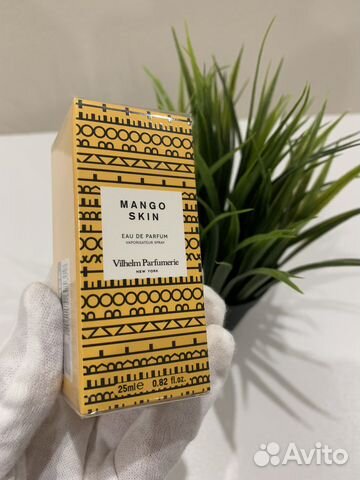 MANGO
SKIN
EAU DE PARFUM
VAPORISATEUR SPRAY
Vilhelm Parfumerie
NEW YORK
25ml℮ 0.82 fl.oz.
Avito